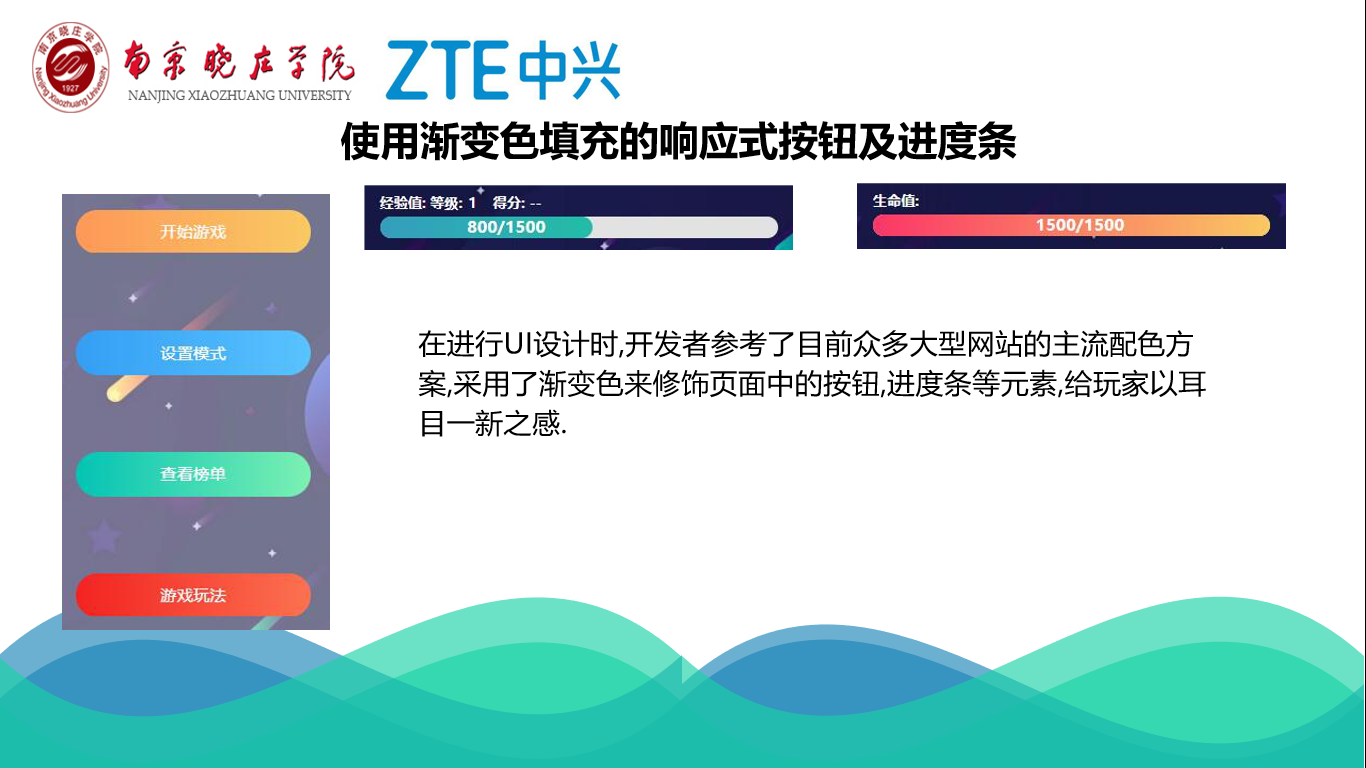 南京晓庄学院
NANJING XIAOZHUANG UNIVERSITY
1927
南京晓庄学院
Nanjing Xiaozhuang University
ZTE中兴
使用渐变色填充的响应式按钮及进度条
开始游戏
设置模式
查看榜单
游戏玩法
经验值: 等级: 1 得分: --
800/1500
生命值:
1500/1500
在进行UI设计时,开发者参考了目前众多大型网站的主流配色方
案,采用了渐变色来修饰页面中的按钮,进度条等元素,给玩家以耳
目一新之感.